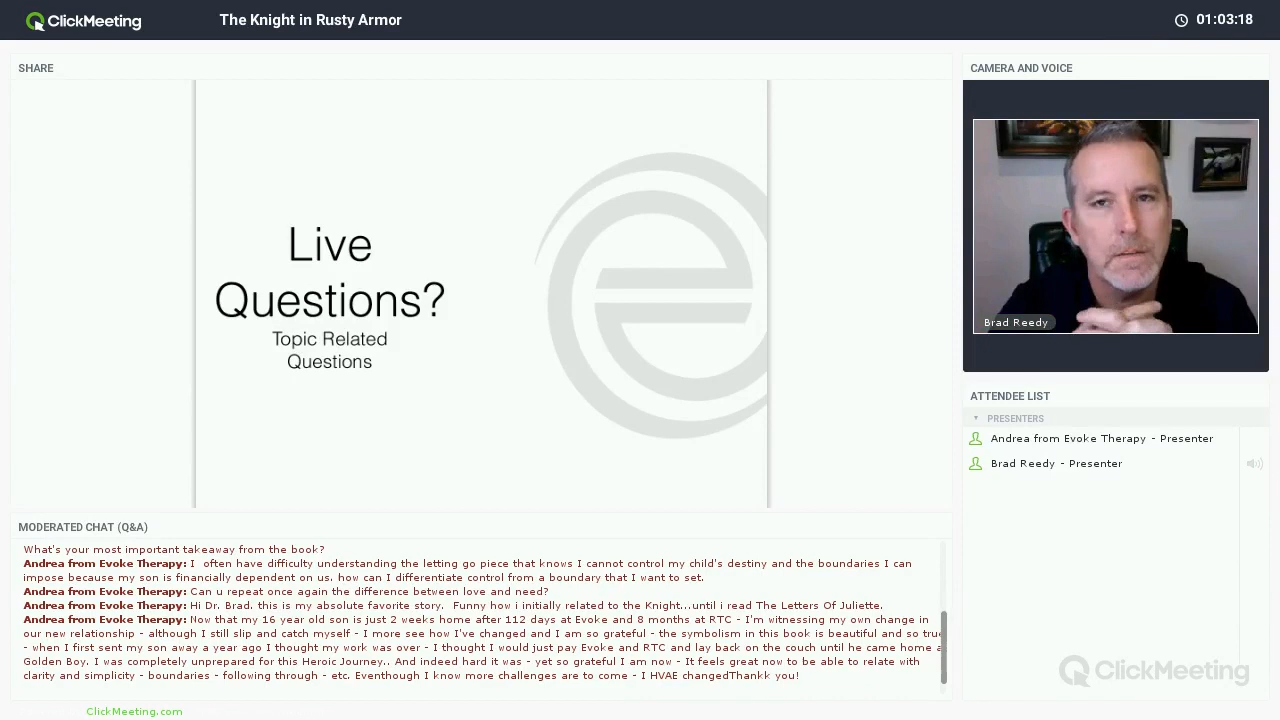 ClickMeeting
The Knight in Rusty Armor
01:03:18
SHARE
Live
Questions?
Topic Related
Questions
CAMERA AND VOICE
Brad Reedy
ATTENDEE LIST
PRESENTERS
Andrea from Evoke Therapy - Presenter
Brad Reedy - Presenter
MODERATED CHAT (Q&A)
What's your most important takeaway from the book?
Andrea from Evoke Therapy: I often have difficulty understanding the letting go piece that knows I cannot control my child's destiny and the boundaries I can
impose because my son is financially dependent on us. how can I differentiate control from a boundary that I want to set.
Andrea from Evoke Therapy: Can u repeat once again the difference between love and need?
Andrea from Evoke Therapy: Hi Dr. Brad. this is my absolute favorite story. Funny how i initially related to the Knight...until i read The Letters Of Juliette.
Andrea from Evoke Therapy: Now that my 16 year old son is just 2 weeks home after 112 days at Evoke and 8 months at RTC - I'm witnessing my own change in
our new relationship - although I still slip and catch myself - I more see how I've changed and I am so grateful - the symbolism in this book is beautiful and so true
- when I first sent my son away a year ago I thought my work was over - I thought I would just pay Evoke and RTC and lay back on the couch until he came home a
Golden Boy. I was completely unprepared for this Heroic Journey.. And indeed hard it was - yet so grateful I am now - It feels great now to be able to relate with
clarity and simplicity - boundaries - following through - etc. Eventhough I know more challenges are to come - I HVAE changedThankk you!
ClickMeeting
ClickMeeting.com